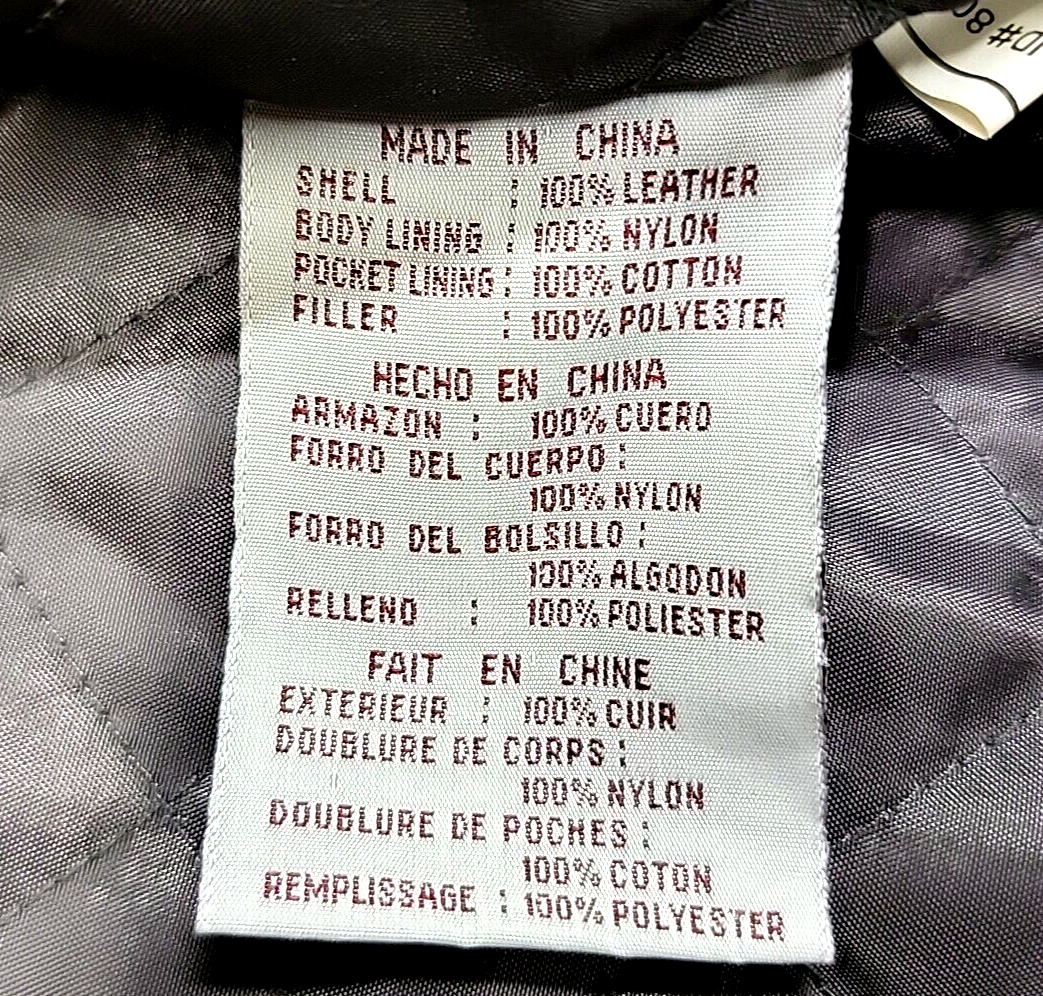 ID# 80
MADE IN CHINA
SHELL : 100% LEATHER
BODY LINING : 100% NYLON
POCKET LINING : 100% COTTON
FILLER : 100% POLYESTER
HECHO EN CHINA
ARMAZON : 100% CUERO
FORRO DEL CUERPO :
100% NYLON
FORRO DEL BOLSILLO :
100% ALGODON
RELLENO : 100% POLIESTER
FAIT EN CHINE
EXTERIEUR : 100% CUIR
DOUBLURE DE CORPS :
100% NYLON
DOUBLURE DE POCHES :
100% COTON
REMPLISSAGE : 100% POLYESTER